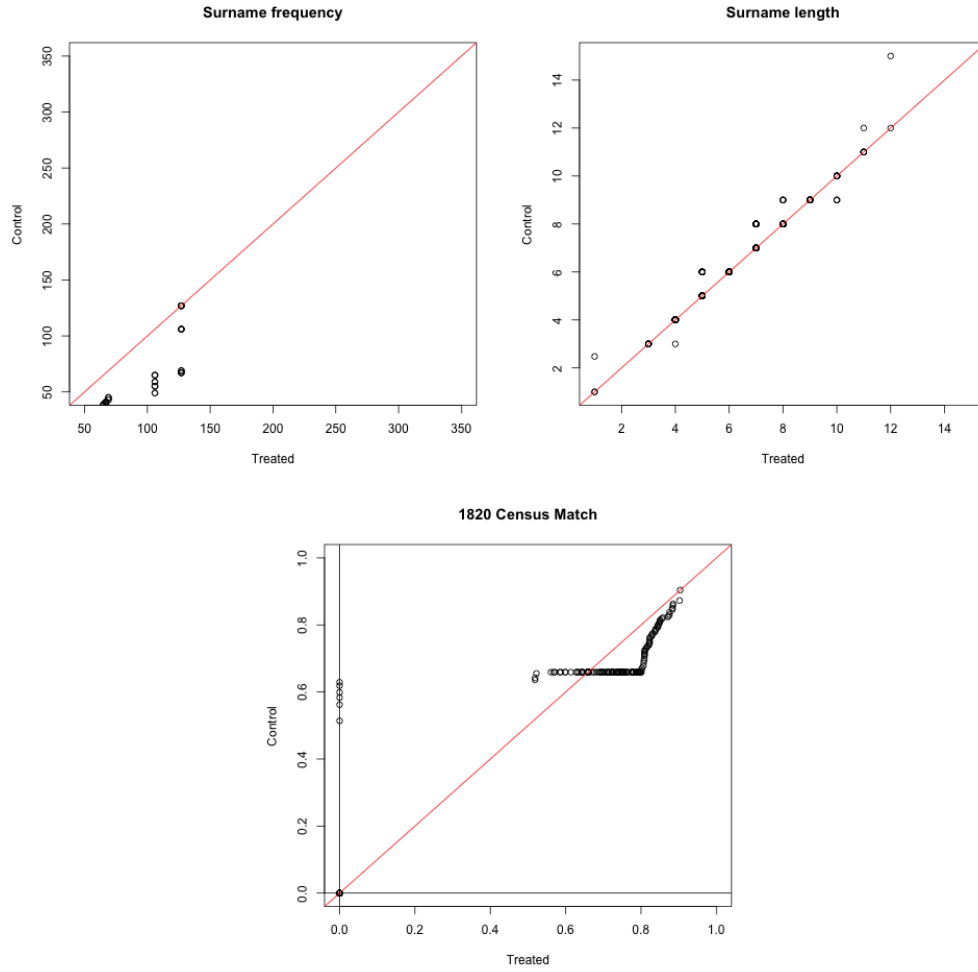 Surname frequency
350
300
250
200
150
100
50
Control
50 100 150 200 250 300 350
Treated
Surname length
14
12
10
8
6
4
2
Control
2 4 6 8 10 12 14
Treated
1820 Census Match
1.0
0.8
0.6
0.4
0.2
0.0
Control
0.0 0.2 0.4 0.6 0.8 1.0
Treated